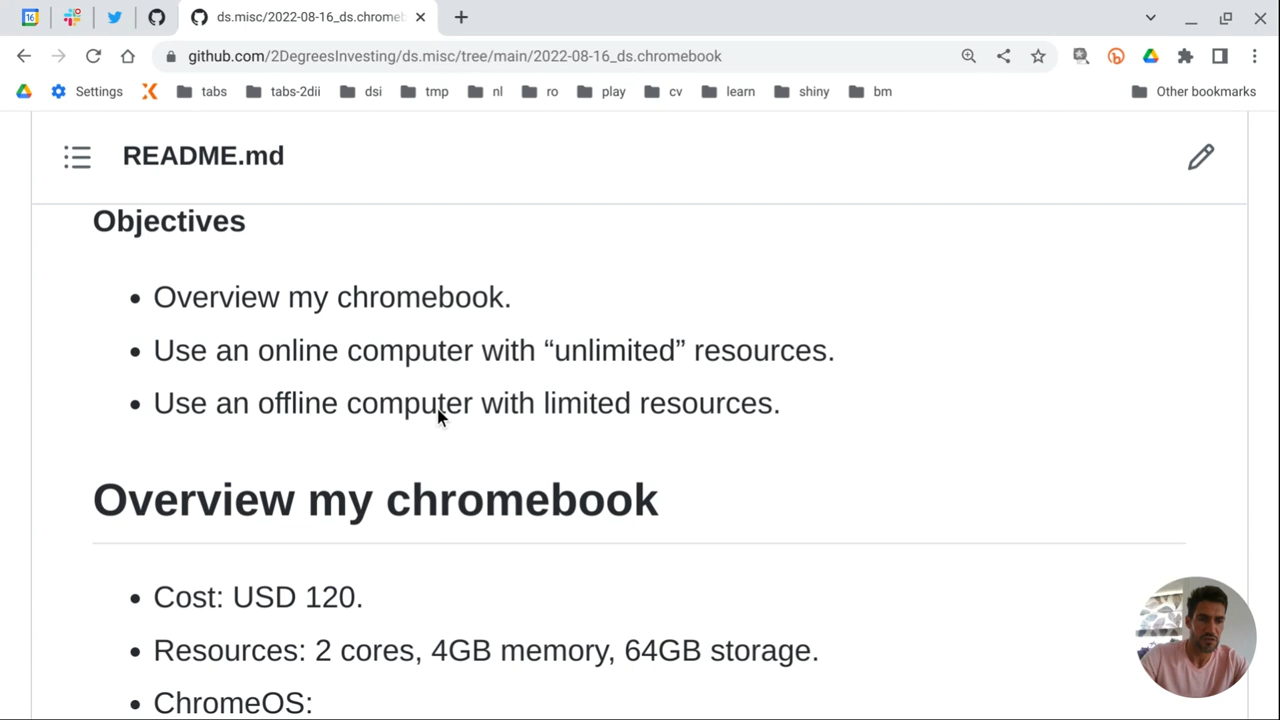 16
ds.misc/2022-08-16_ds.chromeb
github.com/2DegreesInvesting/ds.misc/tree/main/2022-08-16_ds.chromebook
Settings
tabs
tabs-2dii
dsi
tmp
nl
ro
play
cv
learn
shiny
bm
Other bookmarks
README.md
Objectives
• Overview my chromebook.
• Use an online computer with “unlimited” resources.
• Use an offline computer with limited resources.
Overview my chromebook
• Cost: USD 120.
• Resources: 2 cores, 4GB memory, 64GB storage.
• ChromeOS: